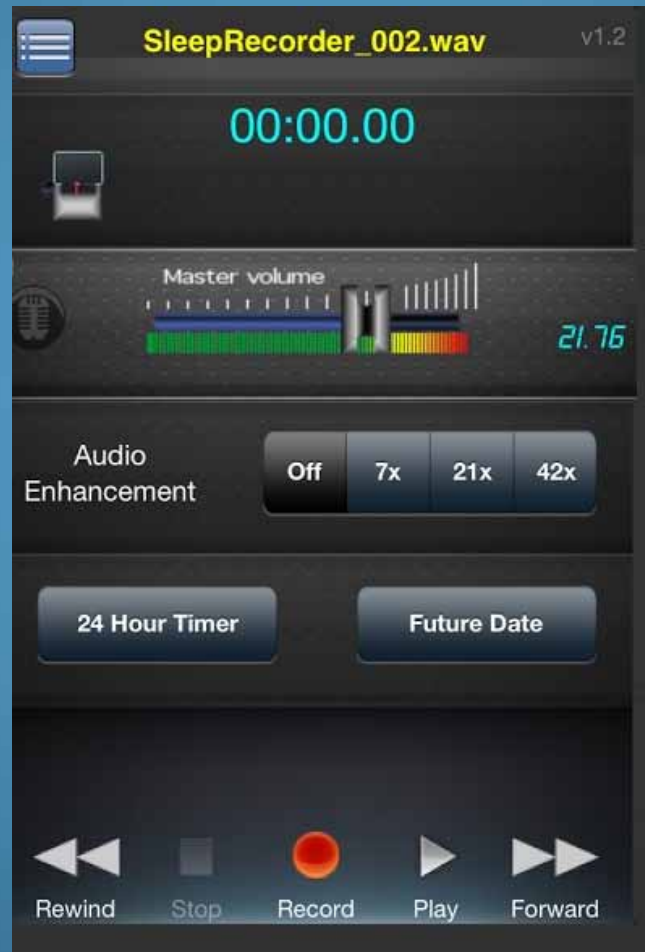 SleepRecorder_002.wav v1.2
00:00.00
Master volume
21.76
Audio
Enhancement
Off 7x 21x 42x
24 Hour Timer Future Date
Rewind Stop Record Play Forward